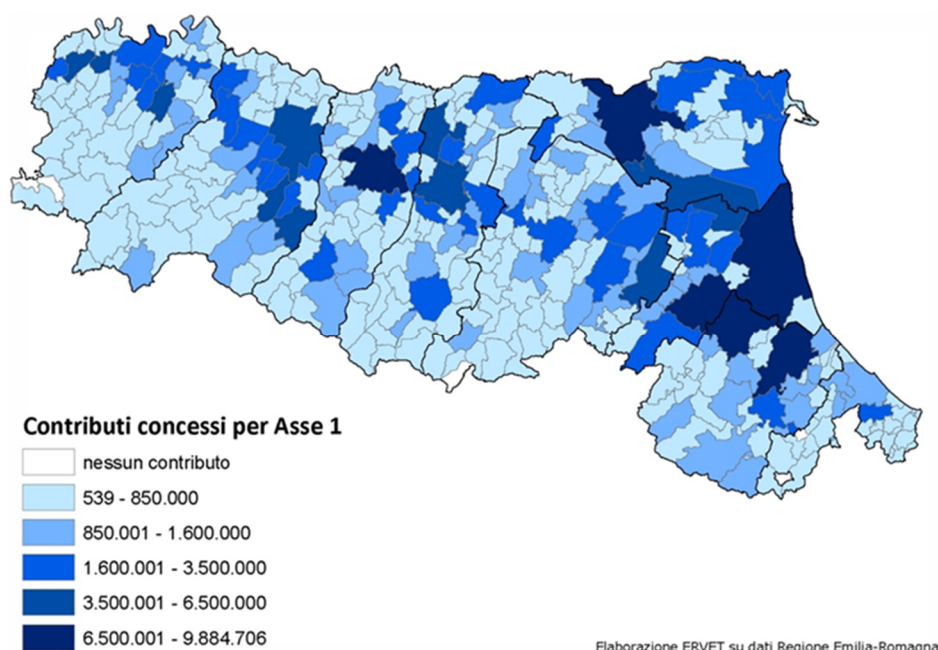 Contributi concessi per Asse 1
nessun contributo
539 - 850.000
850.001 - 1.600.000
1.600.001 - 3.500.000
3.500.001 - 6.500.000
6.500.001 - 9.884.706
Elaborazione ERVET su dati Regione Emilia-Romagna